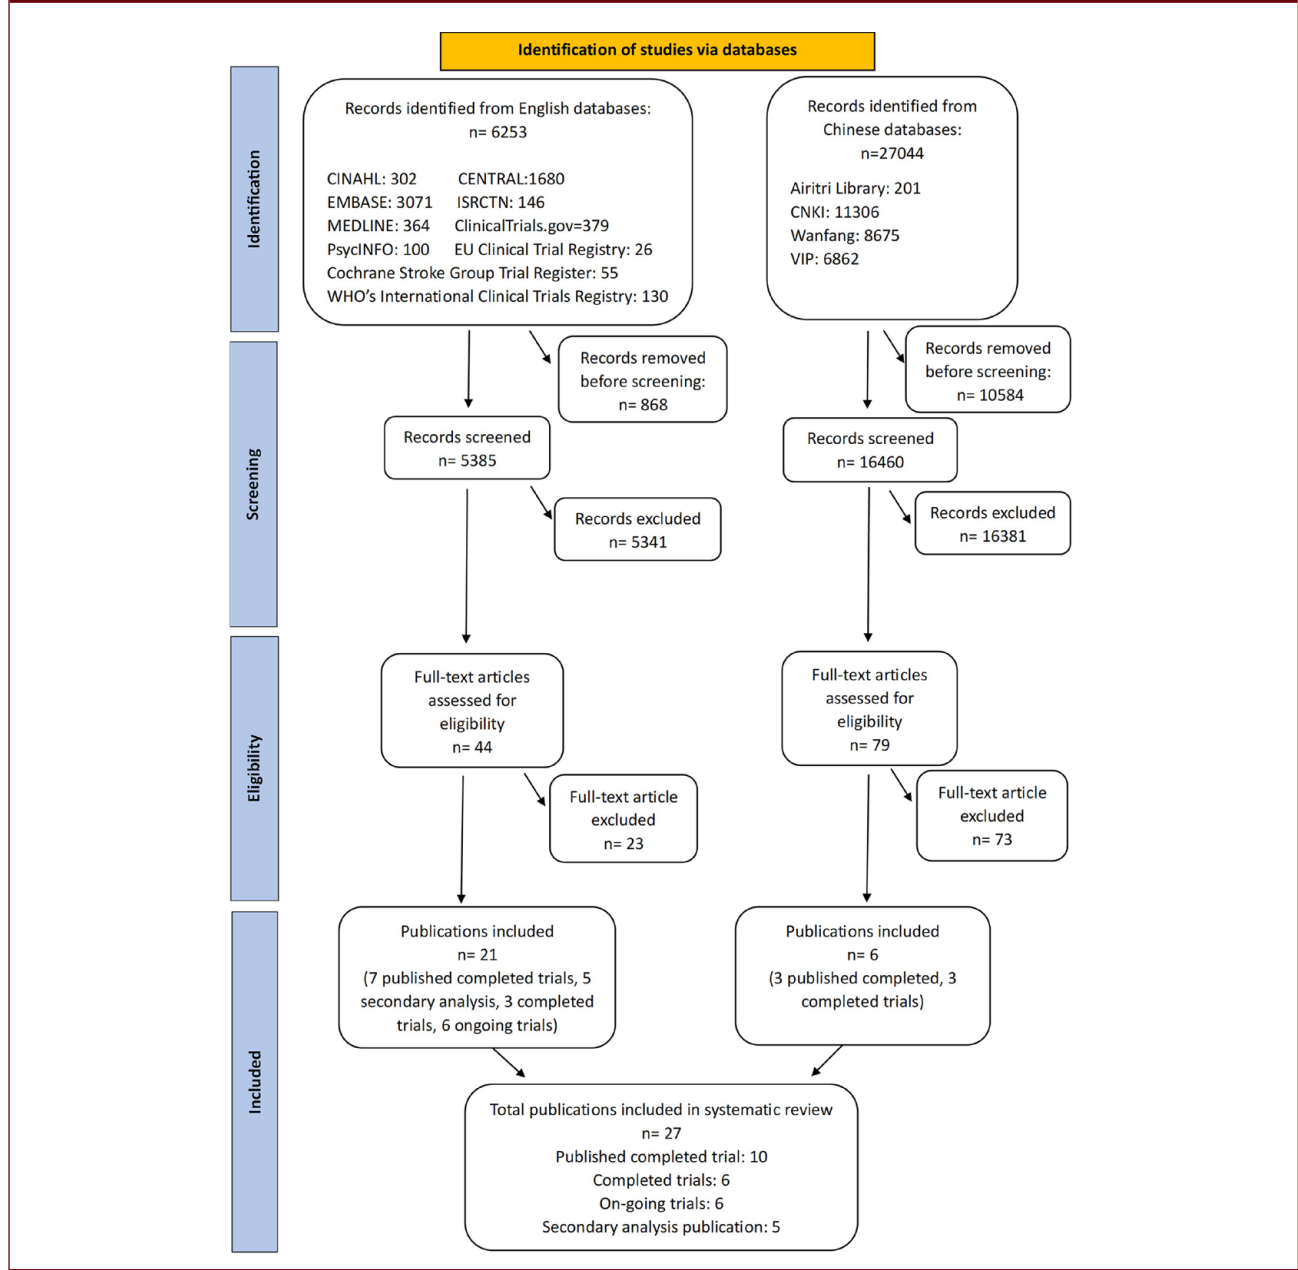 Identification of studies via databases
Identification
Records identified from English databases:
n= 6253
CINAHL: 302 CENTRAL:1680
EMBASE: 3071 ISRCTN: 146
MEDLINE: 364 ClinicalTrials.gov=379
PsycINFO: 100 EU Clinical Trial Registry: 26
Cochrane Stroke Group Trial Register: 55
WHO's International Clinical Trials Registry: 130
Records identified from
Chinese databases:
n=27044
Airitri Library: 201
CNKI: 11306
Wanfang: 8675
VIP: 6862
Screening
Records removed
before screening:
n= 868
Records removed
before screening:
n= 10584
Records screened
n= 5385
Records screened
n= 16460
Records excluded
n= 5341
Records excluded
n= 16381
Eligibility
Full-text articles
assessed for
eligibility
n= 44
Full-text articles
assessed for
eligibility
n= 79
Full-text article
excluded
n= 23
Full-text article
excluded
n= 73
Included
Publications included
n= 21
(7 published completed trials, 5
secondary analysis, 3 completed
trials, 6 ongoing trials)
Publications included
n= 6
(3 published completed, 3
completed trials)
Total publications included in systematic review
n= 27
Published completed trial: 10
Completed trials: 6
On-going trials: 6
Secondary analysis publication: 5